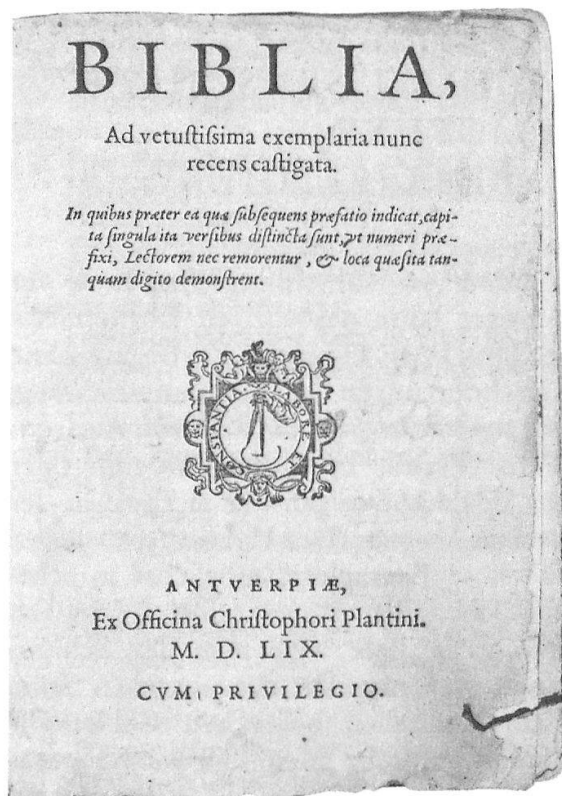 BIBLIA,
Ad vetustissima exemplaria nunc
recens castigata.
In quibus præter ea quæ subsequens præfatio indicat, capi-
ta singula ita versibus distincta sunt, vt numeri præ-
fixi, Lectorem nec remorentur, & loca quæsita tan-
quam digito demonstrent.
CONSTANTIA. LABORE ET
ANTVERPIÆ,
Ex Officina Christophori Plantini.
M. D. LIX.
CVM PRIVILEGIO.